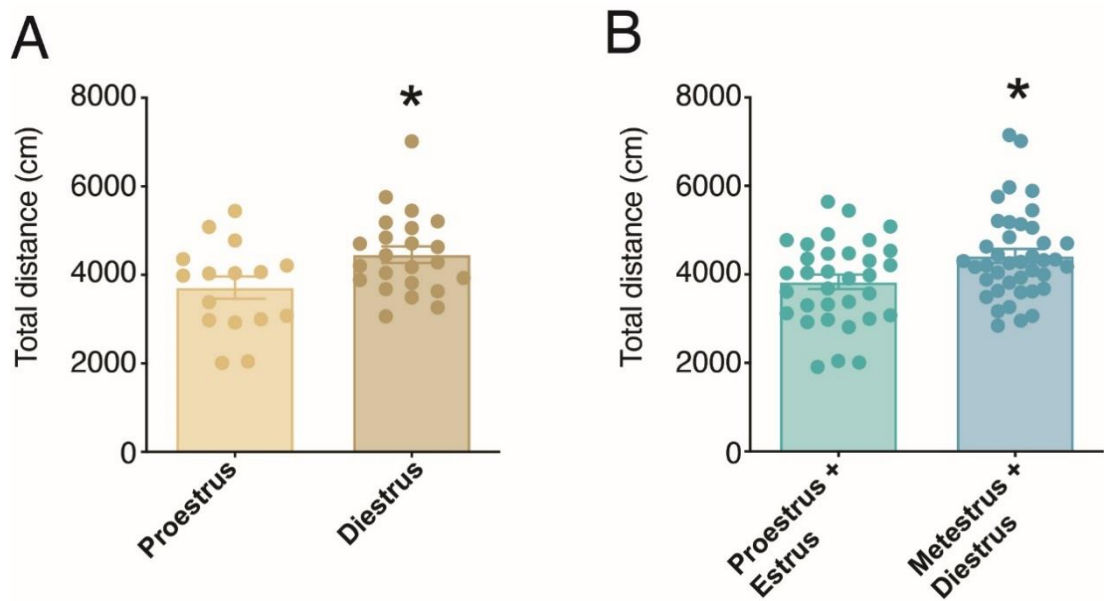 A
Total distance (cm)
8000
6000
4000
2000
0
*
Proestrus
Diestrus
B
Total distance (cm)
8000
6000
4000
2000
0
*
Proestrus +
Estrus
Metestrus +
Diestrus